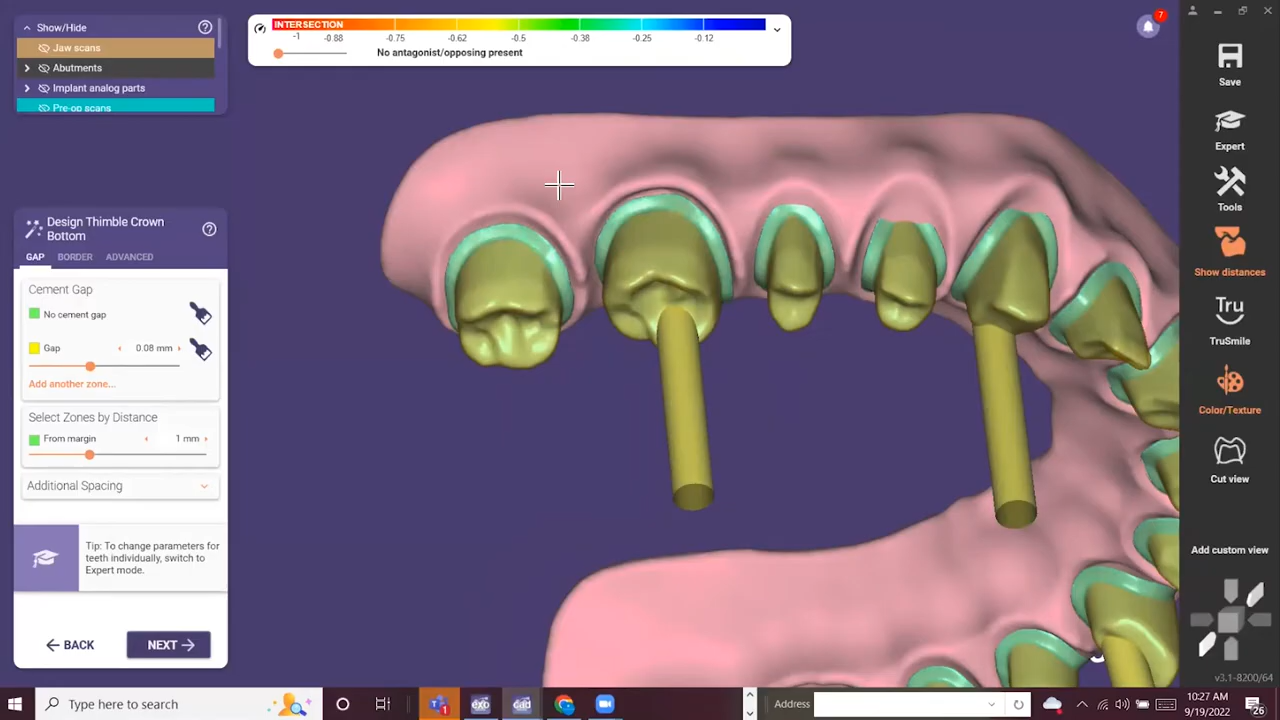 Show/Hide
Jaw scans
Abutments
Implant analog parts
Pre-op scans
INTERSECTION
-1 -0.88 -0.75 -0.62 -0.5 -0.38 -0.25 -0.12
No antagonist/opposing present
7
Save
Expert
Tools
Show distances
Tru
TruSmile
Color/Texture
Cut view
Add custom view
v3.1-8200/64
Design Thimble Crown
Bottom
GAP BORDER ADVANCED
Cement Gap
No cement gap
Gap 0.08 mm
Add another zone...
Select Zones by Distance
From margin 1 mm
Additional Spacing
Tip: To change parameters for
teeth individually, switch to
Expert mode.
BACK NEXT
Type here to search
exo
cad
Address
10:27 AM
9/19/2022
26